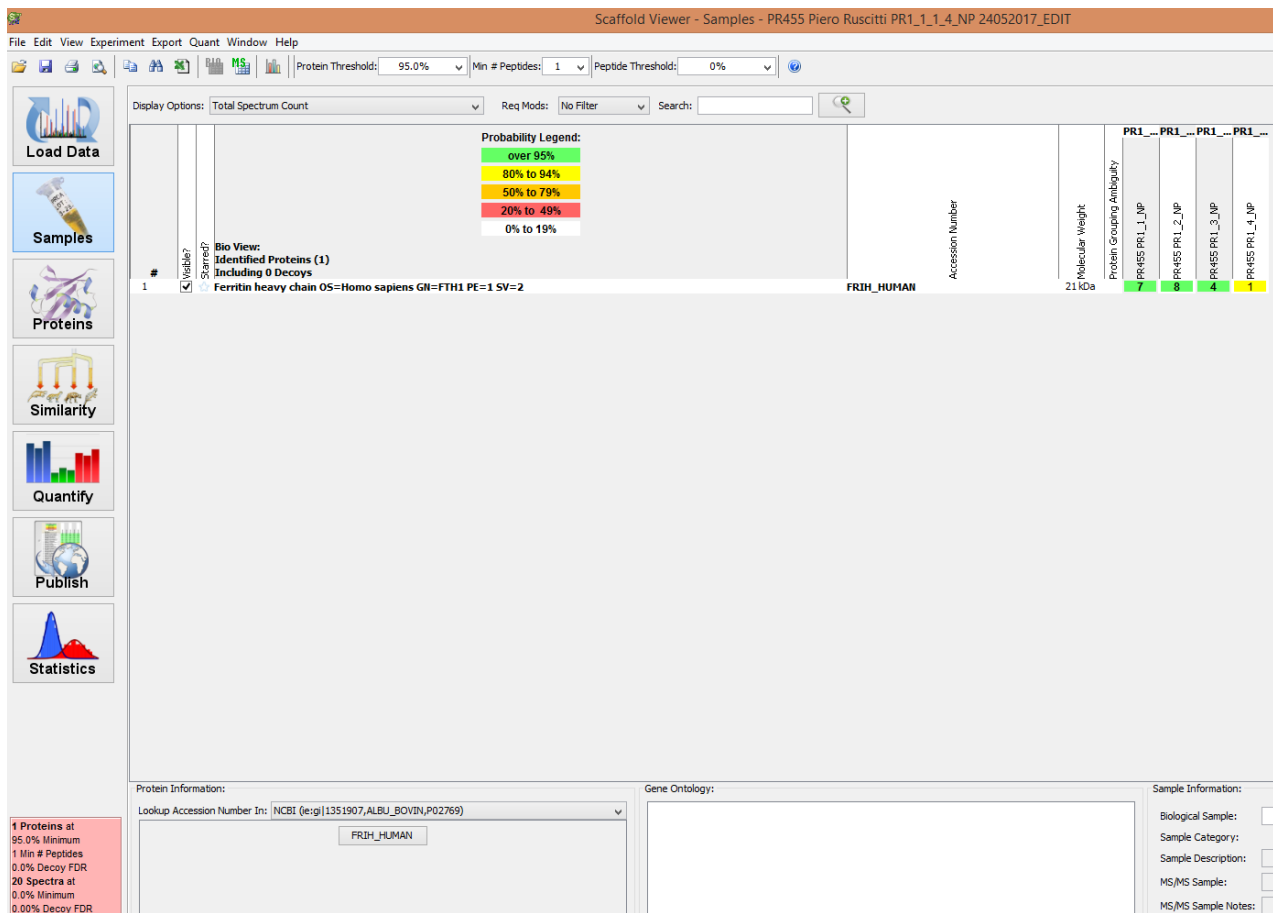 Scaffold Viewer - Samples - PR455 Piero Ruscitti PR1_1_1_4_NP 24052017_EDIT
File Edit View Experiment Export Quant Window Help
Protein Threshold: 95.0% Min # Peptides: 1 Peptide Threshold: 0%
Display Options: Total Spectrum Count Req Mods: No Filter Search:
Load Data
Samples
Proteins
Similarity
Quantify
Publish
Statistics
Probability Legend:
over 95%
80% to 94%
50% to 79%
20% to 49%
0% to 19%
Bio View:
Identified Proteins (1)
Including 0 Decoys
#
Visible?
Starred?
Accession Number
Molecular Weight
Protein Grouping Ambiguity
PR1_... PR1_... PR1_... PR1_...
PR455 PR1_1_NP
PR455 PR1_2_NP
PR455 PR1_3_NP
PR455 PR1_4_NP
1 Ferritin heavy chain OS=Homo sapiens GN=FTH1 PE=1 SV=2 FRIH_HUMAN 21 kDa 7 8 4 1
Protein Information:
Lookup Accession Number In: NCBI (ie:gi|1351907,ALBU_BOVIN,P02769)
FRIH_HUMAN
Gene Ontology:
Sample Information:
Biological Sample:
Sample Category:
Sample Description:
MS/MS Sample:
MS/MS Sample Notes:
1 Proteins at
95.0% Minimum
1 Min # Peptides
0.0% Decoy FDR
20 Spectra at
0.0% Minimum
0.00% Decoy FDR